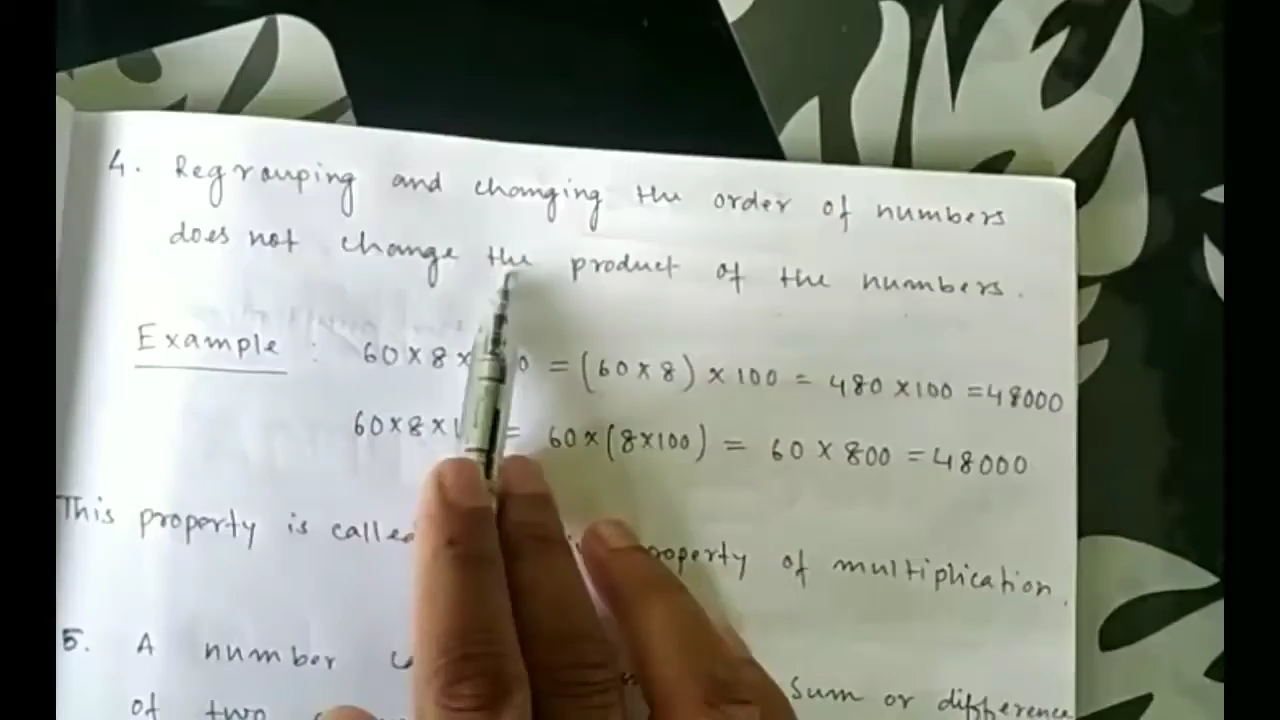 4. Regrouping and changing the order of numbers
does not change the product of the numbers.
Example : 60 × 8 × 0 = (60 × 8) × 100 = 480 × 100 = 48000
60 × 8 × 1 = 60 × (8 × 100) = 60 × 800 = 48000
This property is called property of multiplication.
5. A number sum or difference
of two